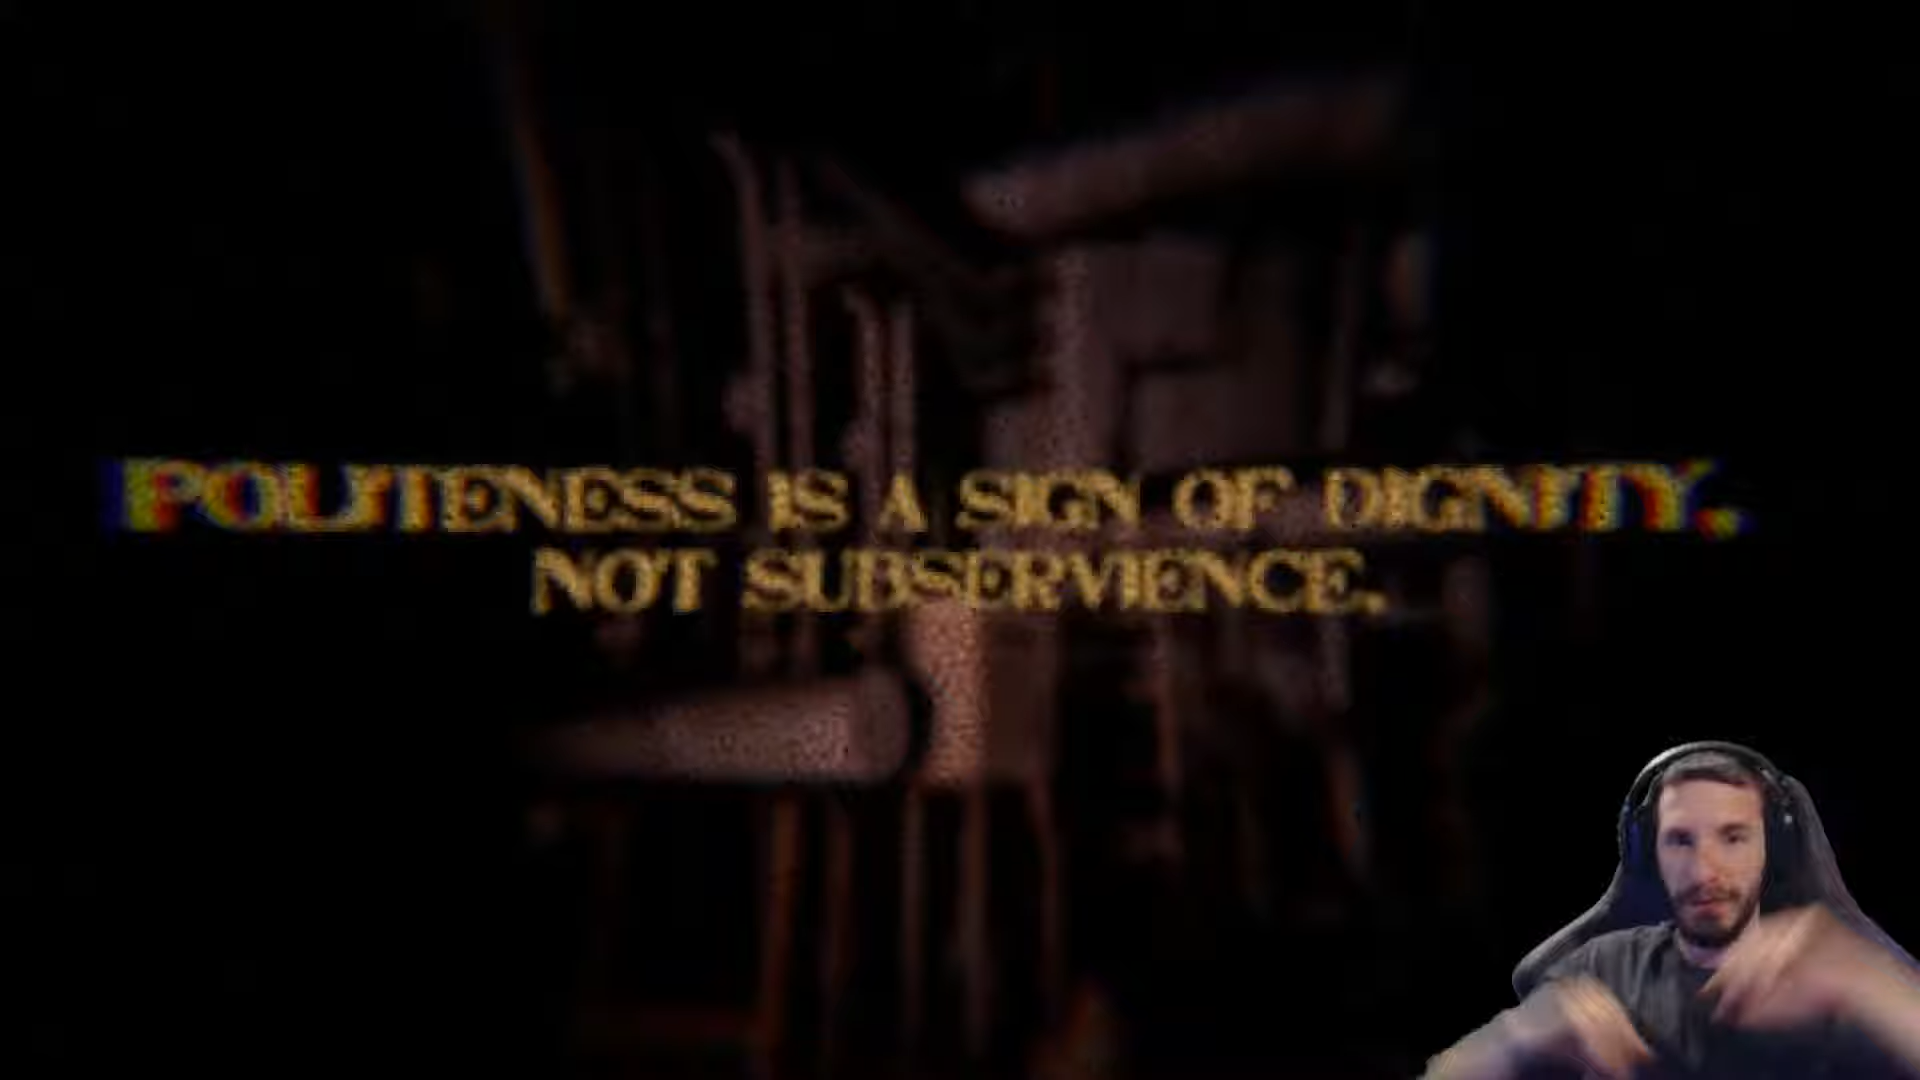 POLITENESS IS A SIGN OF DIGNITY,
NOT SUBSERVIENCE.